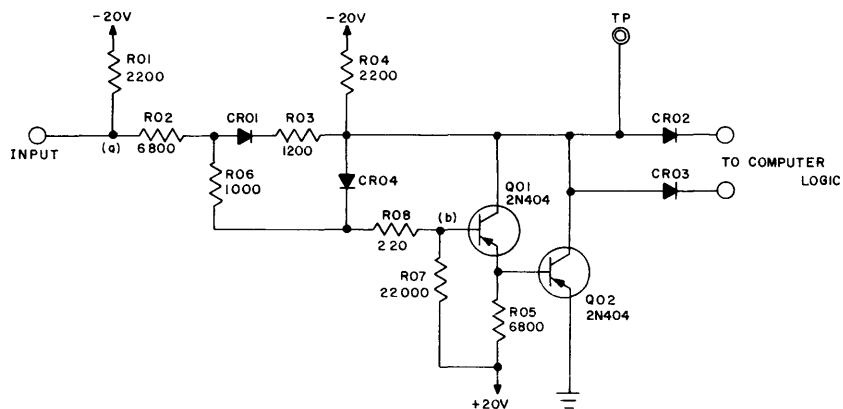 -20V
R01
2200
-20V
R04
2200
TP
INPUT
(a)
R02
6800
CR01
R03
1200
CR02
R06
1000
CR04
CR03
TO COMPUTER
LOGIC
R08
220
(b)
Q01
2N404
R07
22000
R05
6800
Q02
2N404
+20V